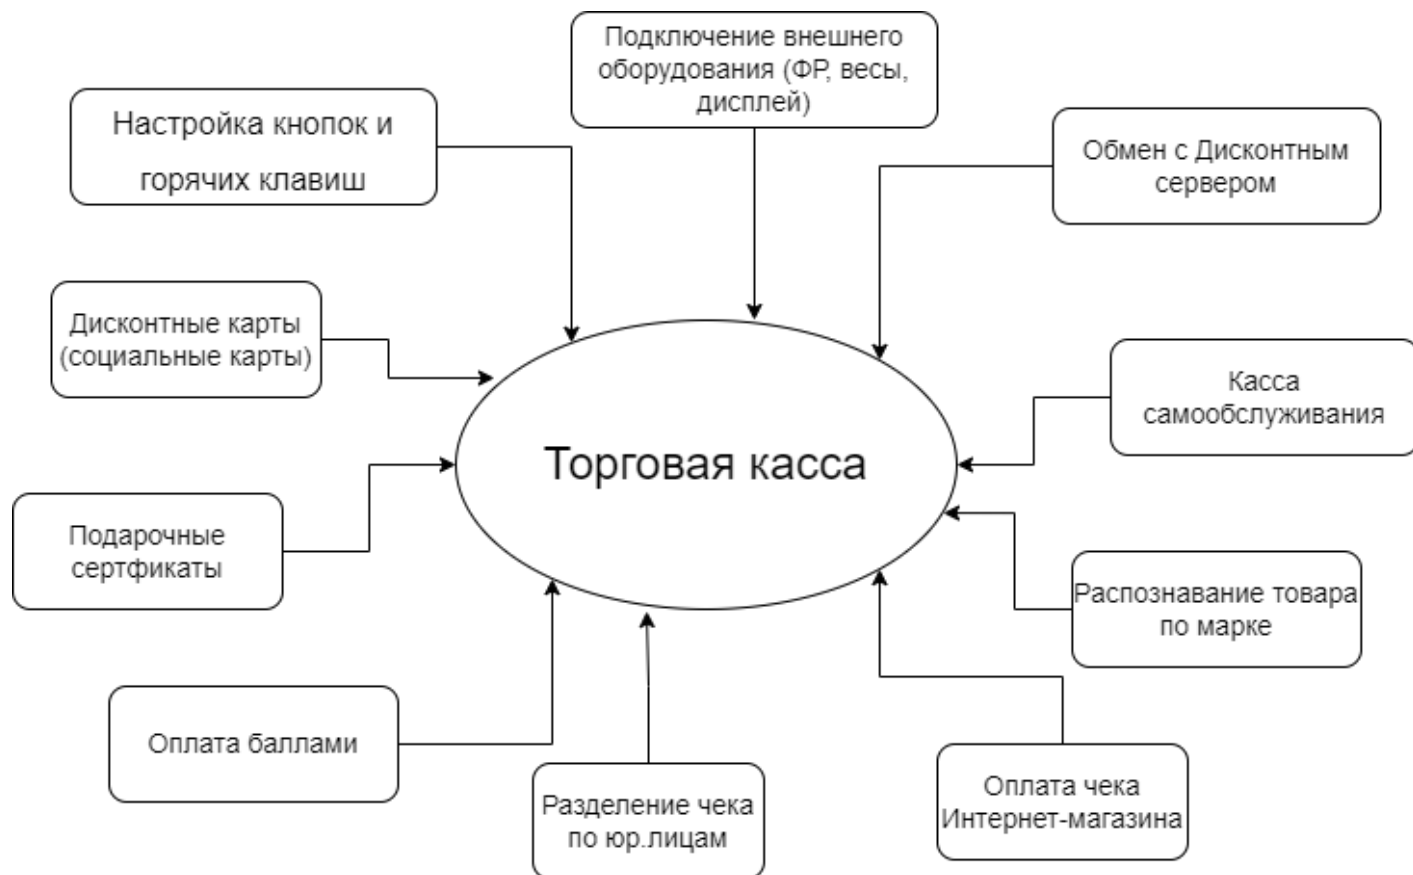 Подключение внешнего
оборудования (ФР, весы,
дисплей)
Настройка кнопок и
горячих клавиш
Обмен с Дисконтным
сервером
Дисконтные карты
(социальные карты)
Касса
самообслуживания
Торговая касса
Подарочные
сертфикаты
Распознавание товара
по марке
Оплата баллами
Разделение чека
по юр.лицам
Оплата чека
Интернет-магазина